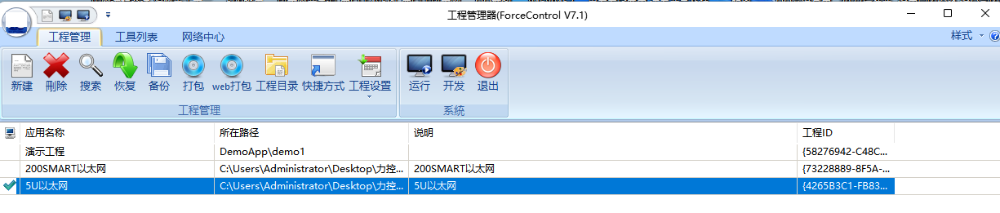 工程管理器(ForceControl V7.1)
工程管理 工具列表 网络中心 样式
新建 刪除 搜索 恢复 备份 打包 web打包 工程目录 快捷方式 工程设置 运行 开发 退出
工程管理 系统
应用名称 所在路径 说明 工程ID
演示工程 DemoApp\demo1 {58276942-C48C...
200SMART以太网 C:\Users\Administrator\Desktop\力控... 200SMART以太网 {73228889-8F5A-...
5U以太网 C:\Users\Administrator\Desktop\力控... 5U以太网 {4265B3C1-FB83...